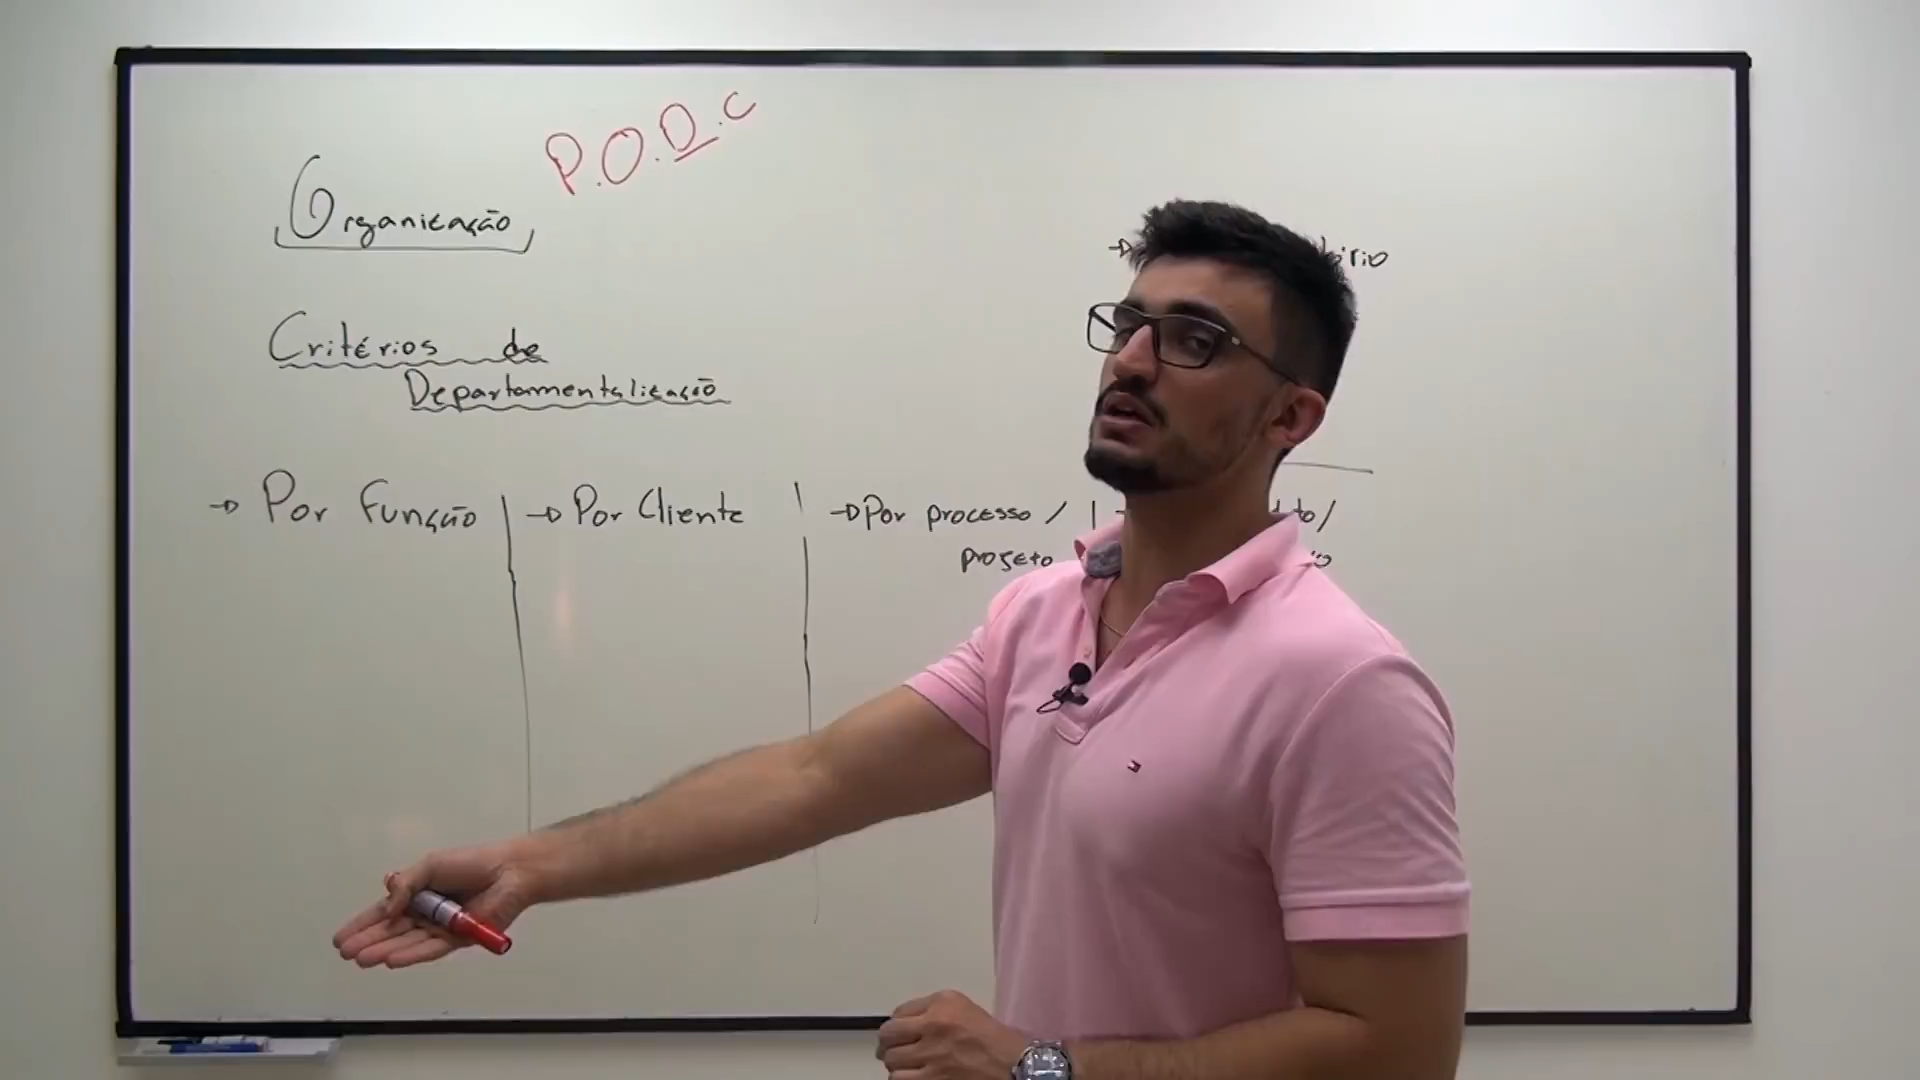 P.O.D.C
Organização
Critérios de
Departamentalização
→ Por Função | → Por Cliente | → Por processo /
projeto